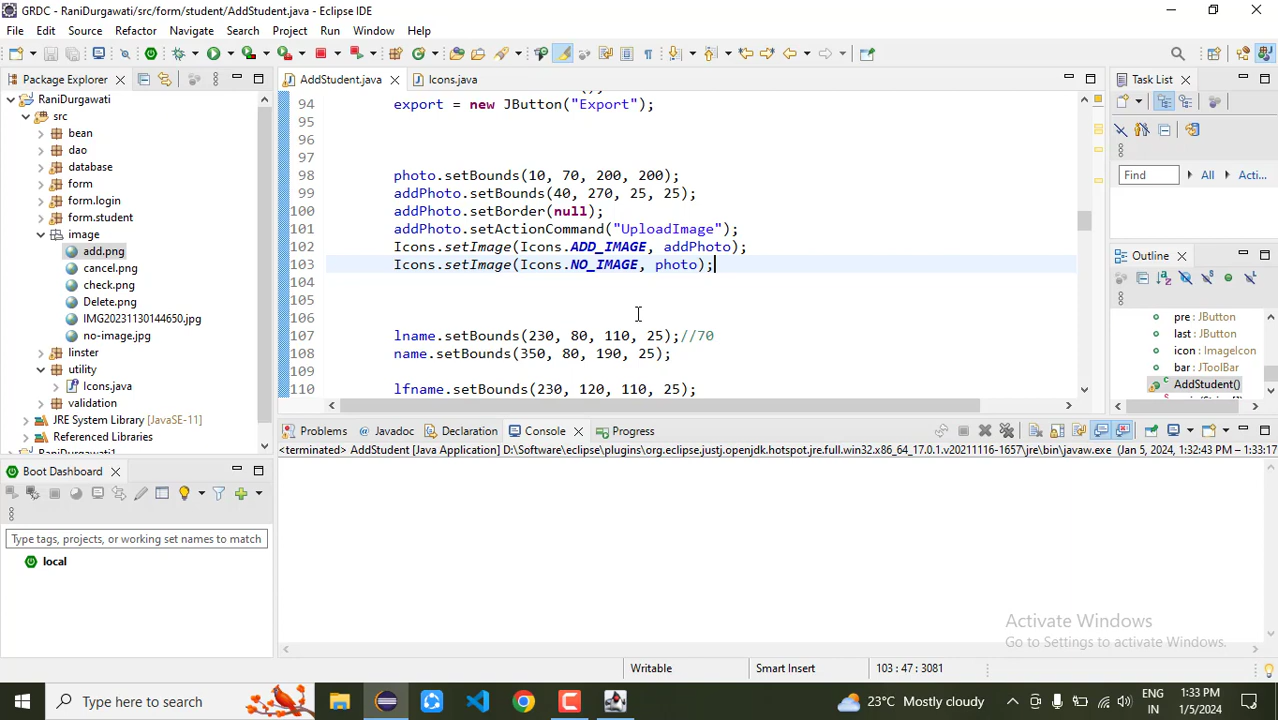 GRDC - RaniDurgawati/src/form/student/AddStudent.java - Eclipse IDE
File Edit Source Refactor Navigate Search Project Run Window Help
Package Explorer
RaniDurgawati
src
bean
dao
database
form
form.login
form.student
image
add.png
cancel.png
check.png
Delete.png
IMG20231130144650.jpg
no-image.jpg
linster
utility
Icons.java
validation
JRE System Library [JavaSE-11]
Referenced Libraries
Boot Dashboard
Type tags, projects, or working set names to match
local
AddStudent.java
Icons.java
94 export = new JButton("Export");
95
96
97
98 photo.setBounds(10, 70, 200, 200);
99 addPhoto.setBounds(40, 270, 25, 25);
100 addPhoto.setBorder(null);
101 addPhoto.setActionCommand("UploadImage");
102 Icons.setImage(Icons.ADD_IMAGE, addPhoto);
103 Icons.setImage(Icons.NO_IMAGE, photo);
104
105
106
107 lname.setBounds(230, 80, 110, 25);//70
108 name.setBounds(350, 80, 190, 25);
109
110 lfname.setBounds(230, 120, 110, 25);
Task List
Find All Acti...
Outline
pre : JButton
last : JButton
icon : ImageIcon
bar : JToolBar
AddStudent()
Problems Javadoc Declaration Console Progress
<terminated> AddStudent [Java Application] D:\Software\eclipse\plugins\org.eclipse.justj.openjdk.hotspot.jre.full.win32.x86_64_17.0.1.v20211116-1657\jre\bin\javaw.exe (Jan 5, 2024, 1:32:43 PM – 1:33:17
Activate Windows
Go to Settings to activate Windows.
Writable Smart Insert 103 : 47 : 3081
Type here to search
23°C Mostly cloudy
ENG
IN
1:33 PM
1/5/2024